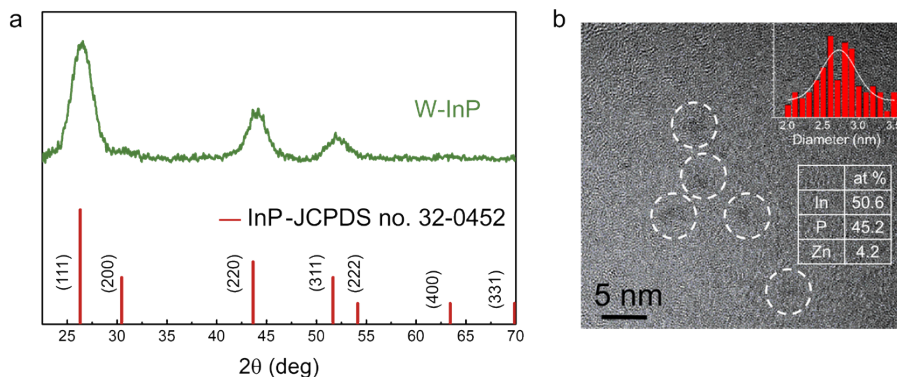 a
W-InP
InP-JCPDS no. 32-0452
(111)
(200)
(220)
(311)
(222)
(400)
(331)
25 30 35 40 45 50 55 60 65 70
2θ (deg)
b
2.0 2.5 3.0 3.5
Diameter (nm)
at %
In 50.6
P 45.2
Zn 4.2
5 nm